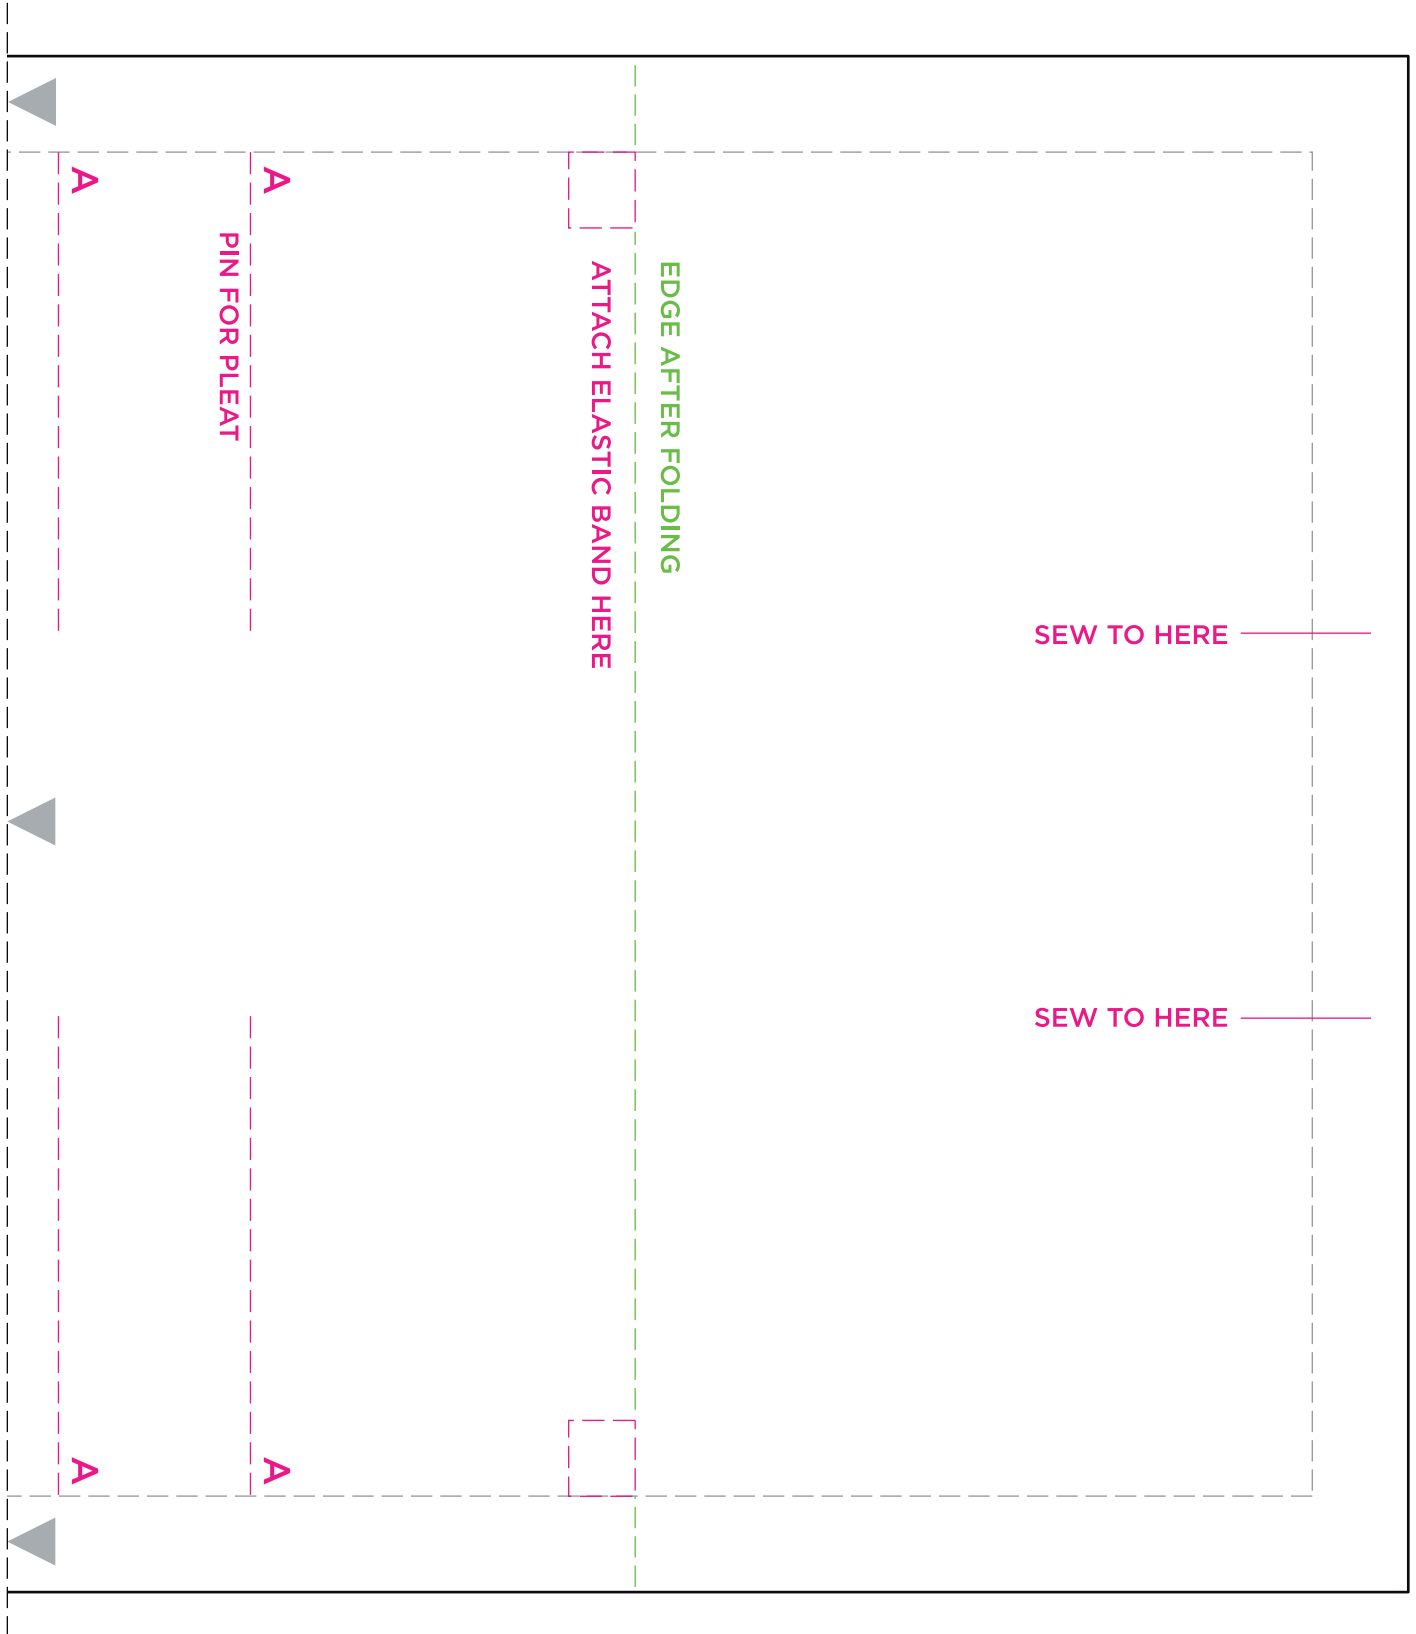 A
A
PIN FOR PLEAT
ATTACH ELASTIC BAND HERE
EDGE AFTER FOLDING
SEW TO HERE
SEW TO HERE
A
A